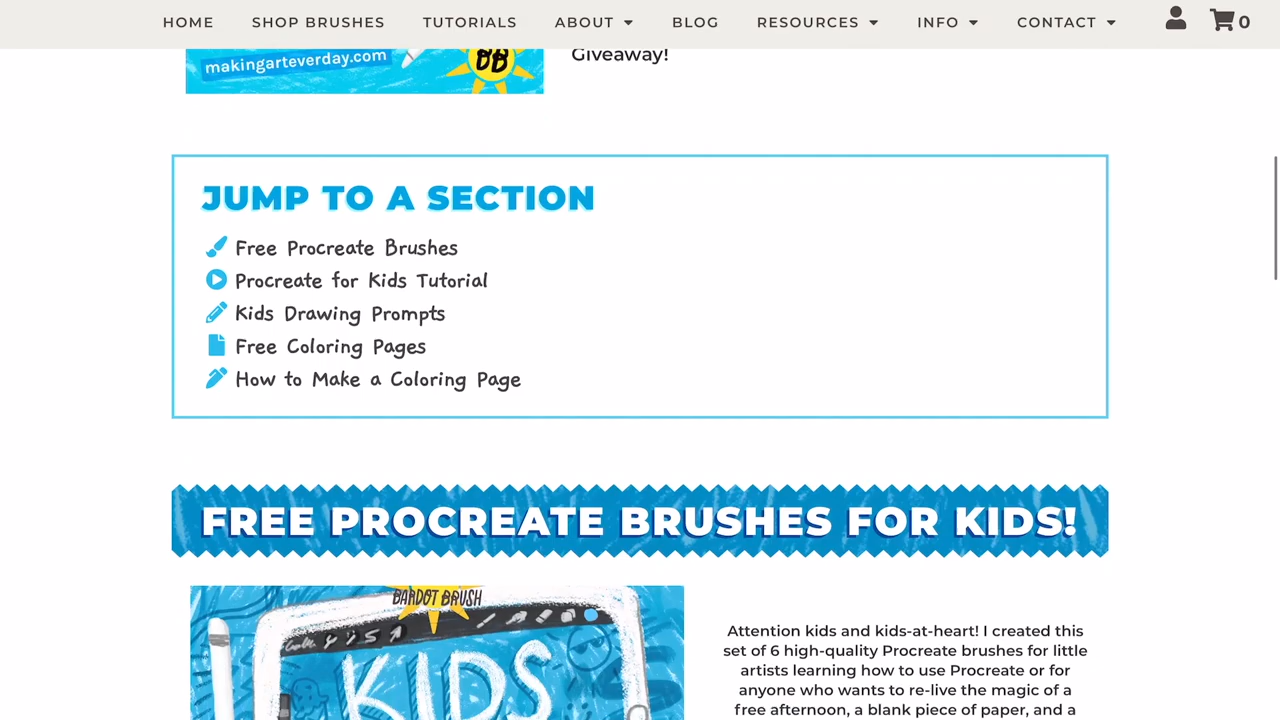 HOME SHOP BRUSHES TUTORIALS ABOUT BLOG RESOURCES INFO CONTACT 0
makingarteverday.com
BB
Giveaway!
JUMP TO A SECTION
Free Procreate Brushes
Procreate for Kids Tutorial
Kids Drawing Prompts
Free Coloring Pages
How to Make a Coloring Page
FREE PROCREATE BRUSHES FOR KIDS!
BARDOT BRUSH
KIDS
Attention kids and kids-at-heart! I created this
set of 6 high-quality Procreate brushes for little
artists learning how to use Procreate or for
anyone who wants to re-live the magic of a
free afternoon, a blank piece of paper, and a